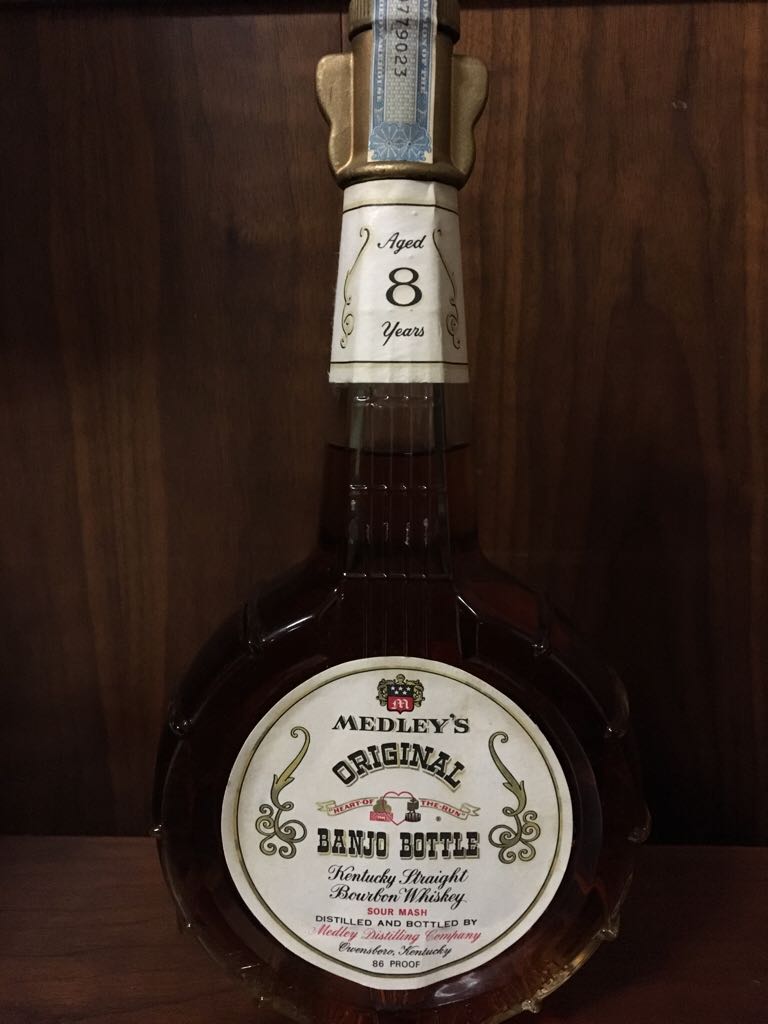 779023
Aged
8
Years
M
MEDLEY'S
ORIGINAL
"HEART-OF THE-RUN"
®
BANJO BOTTLE
Kentucky Straight
Bourbon Whiskey
SOUR MASH
DISTILLED AND BOTTLED BY
Medley Distilling Company
Owensboro, Kentucky
86 PROOF